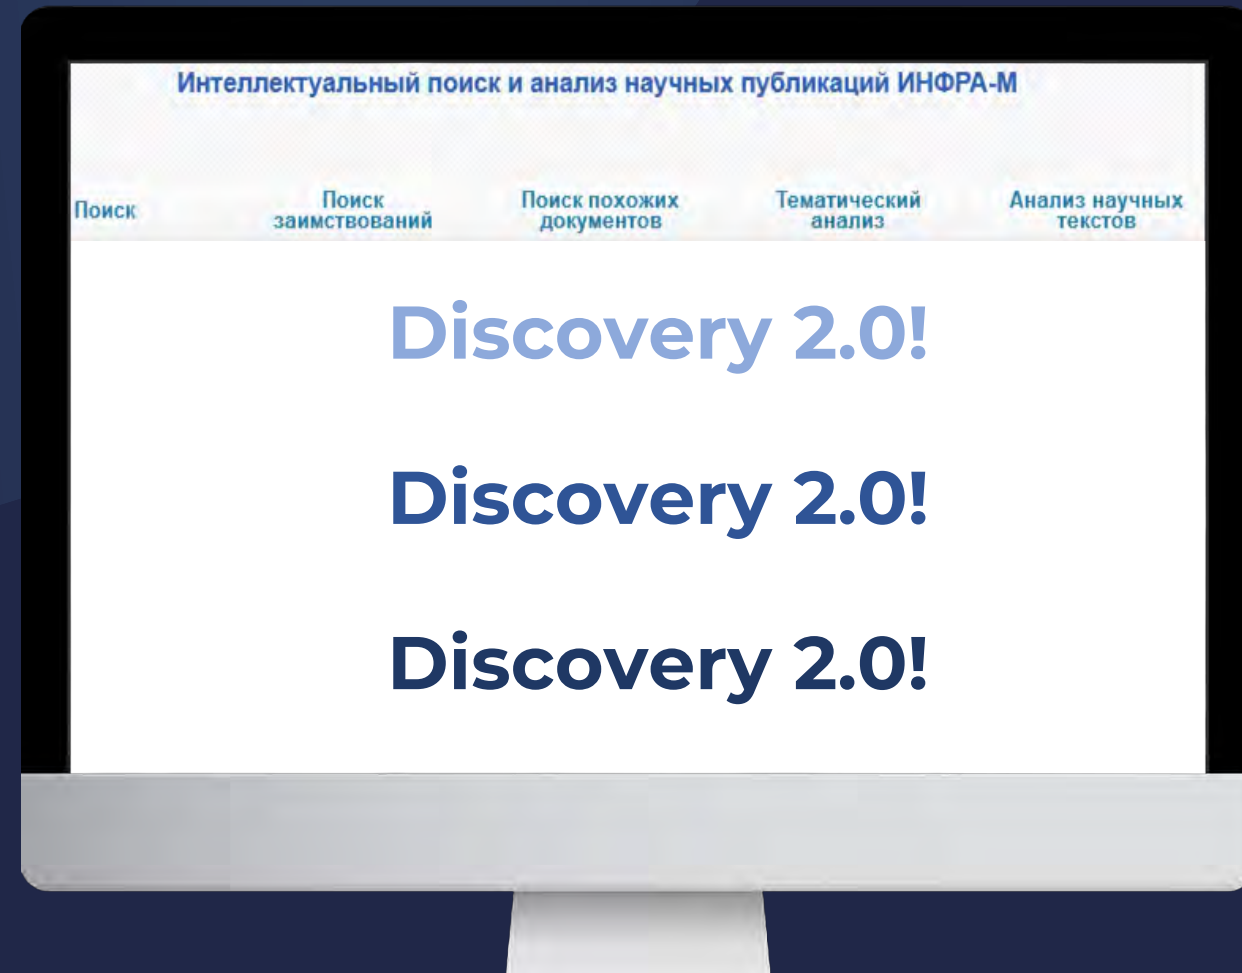 Интеллектуальный поиск и анализ научных публикаций ИНФРА-М
Поиск
Поиск
заимствований
Поиск похожих
документов
Тематический
анализ
Анализ научных
текстов
Discovery 2.0!
Discovery 2.0!
Discovery 2.0!